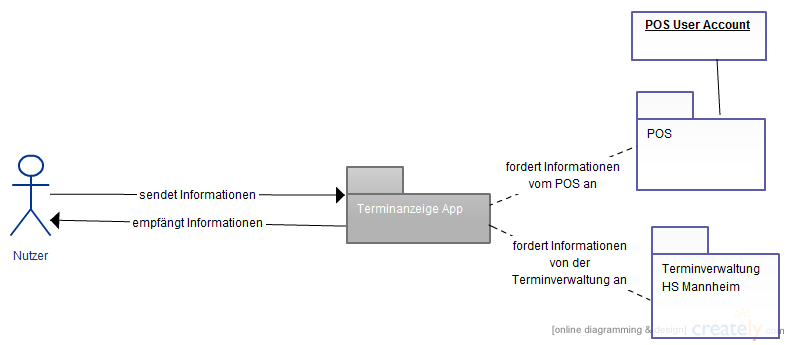 POS User Account
POS
fordert Informationen
vom POS an
sendet Informationen
Terminanzeige App
empfängt Informationen
Nutzer
fordert Informationen
von der
Terminverwaltung an
Terminverwaltung
HS Mannheim
[online diagramming & design] creately.com